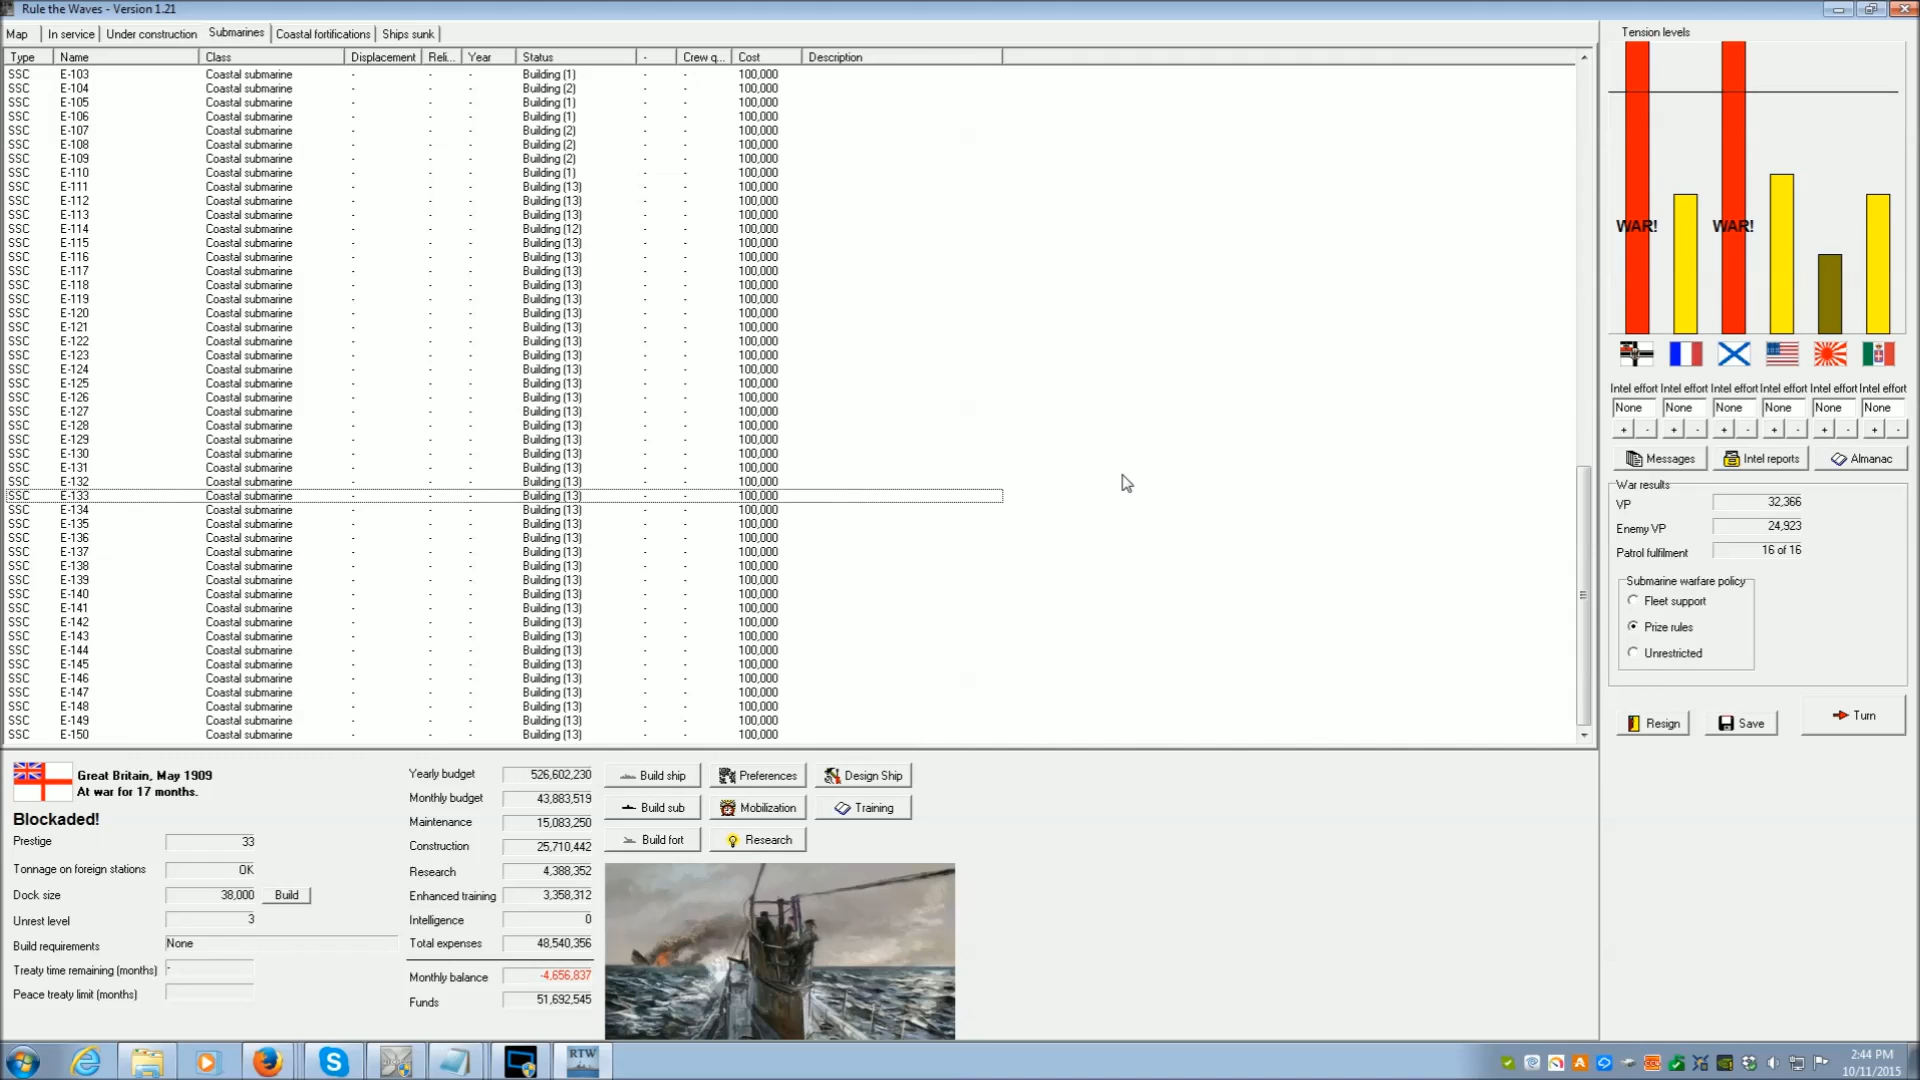 Rule the Waves - Version 1.21
Map In service Under construction Submarines Coastal fortifications Ships sunk
Type Name Class Displacement Reli... Year Status - Crew q... Cost Description
SSC E-103 Coastal submarine - - - Building (1) - - 100,000
SSC E-104 Coastal submarine - - - Building (2) - - 100,000
SSC E-105 Coastal submarine - - - Building (1) - - 100,000
SSC E-106 Coastal submarine - - - Building (1) - - 100,000
SSC E-107 Coastal submarine - - - Building (2) - - 100,000
SSC E-108 Coastal submarine - - - Building (2) - - 100,000
SSC E-109 Coastal submarine - - - Building (2) - - 100,000
SSC E-110 Coastal submarine - - - Building (1) - - 100,000
SSC E-111 Coastal submarine - - - Building (13) - - 100,000
SSC E-112 Coastal submarine - - - Building (13) - - 100,000
SSC E-113 Coastal submarine - - - Building (13) - - 100,000
SSC E-114 Coastal submarine - - - Building (12) - - 100,000
SSC E-115 Coastal submarine - - - Building (13) - - 100,000
SSC E-116 Coastal submarine - - - Building (13) - - 100,000
SSC E-117 Coastal submarine - - - Building (13) - - 100,000
SSC E-118 Coastal submarine - - - Building (13) - - 100,000
SSC E-119 Coastal submarine - - - Building (13) - - 100,000
SSC E-120 Coastal submarine - - - Building (13) - - 100,000
SSC E-121 Coastal submarine - - - Building (13) - - 100,000
SSC E-122 Coastal submarine - - - Building (13) - - 100,000
SSC E-123 Coastal submarine - - - Building (13) - - 100,000
SSC E-124 Coastal submarine - - - Building (13) - - 100,000
SSC E-125 Coastal submarine - - - Building (13) - - 100,000
SSC E-126 Coastal submarine - - - Building (13) - - 100,000
SSC E-127 Coastal submarine - - - Building (13) - - 100,000
SSC E-128 Coastal submarine - - - Building (13) - - 100,000
SSC E-129 Coastal submarine - - - Building (13) - - 100,000
SSC E-130 Coastal submarine - - - Building (13) - - 100,000
SSC E-131 Coastal submarine - - - Building (13) - - 100,000
SSC E-132 Coastal submarine - - - Building (13) - - 100,000
SSC E-133 Coastal submarine - - - Building (13) - - 100,000
SSC E-134 Coastal submarine - - - Building (13) - - 100,000
SSC E-135 Coastal submarine - - - Building (13) - - 100,000
SSC E-136 Coastal submarine - - - Building (13) - - 100,000
SSC E-137 Coastal submarine - - - Building (13) - - 100,000
SSC E-138 Coastal submarine - - - Building (13) - - 100,000
SSC E-139 Coastal submarine - - - Building (13) - - 100,000
SSC E-140 Coastal submarine - - - Building (13) - - 100,000
SSC E-141 Coastal submarine - - - Building (13) - - 100,000
SSC E-142 Coastal submarine - - - Building (13) - - 100,000
SSC E-143 Coastal submarine - - - Building (13) - - 100,000
SSC E-144 Coastal submarine - - - Building (13) - - 100,000
SSC E-145 Coastal submarine - - - Building (13) - - 100,000
SSC E-146 Coastal submarine - - - Building (13) - - 100,000
SSC E-147 Coastal submarine - - - Building (13) - - 100,000
SSC E-148 Coastal submarine - - - Building (13) - - 100,000
SSC E-149 Coastal submarine - - - Building (13) - - 100,000
SSC E-150 Coastal submarine - - - Building (13) - - 100,000
Tension levels
WAR! WAR!
Intel effort Intel effort Intel effort Intel effort Intel effort Intel effort
None None None None None None
+ - + - + - + - + - + -
Messages Intel reports Almanac
War results
VP 32,366
Enemy VP 24,923
Patrol fulfilment 16 of 16
Submarine warfare policy
Fleet support
Prize rules
Unrestricted
Resign Save Turn
Great Britain, May 1909
At war for 17 months.
Blockaded!
Prestige 33
Tonnage on foreign stations OK
Dock size 38,000 Build
Unrest level 3
Build requirements None
Treaty time remaining (months) -
Peace treaty limit (months)
Yearly budget 526,602,230
Monthly budget 43,883,519
Maintenance 15,083,250
Construction 25,710,442
Research 4,388,352
Enhanced training 3,358,312
Intelligence 0
Total expenses 48,540,356
Monthly balance -4,656,837
Funds 51,692,545
Build ship Preferences Design Ship
Build sub Mobilization Training
Build fort Research
RTW
2:44 PM
10/11/2015